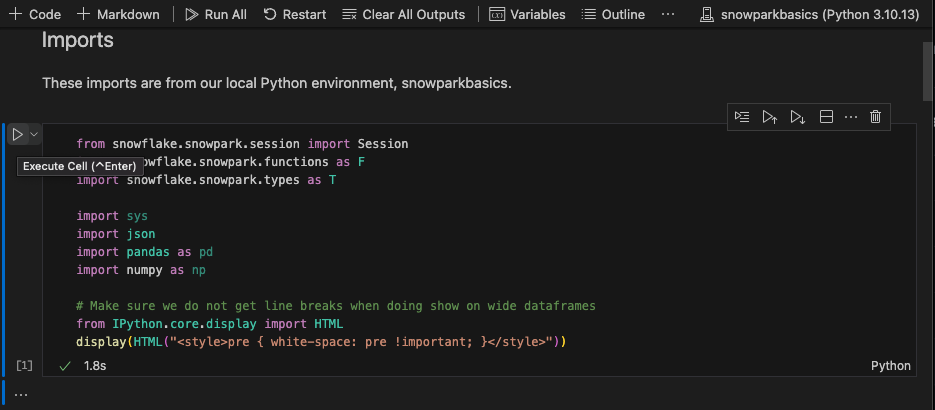 Code Markdown Run All Restart Clear All Outputs Variables Outline ... snowparkbasics (Python 3.10.13)
Imports
These imports are from our local Python environment, snowparkbasics.
from snowflake.snowpark.session import Session
wflake.snowpark.functions as F
Execute Cell (^Enter)
import snowflake.snowpark.types as T
import sys
import json
import pandas as pd
import numpy as np
# Make sure we do not get line breaks when doing show on wide dataframes
from IPython.core.display import HTML
display(HTML("<style>pre { white-space: pre !important; }</style>"))
[1] 1.8s Python
...